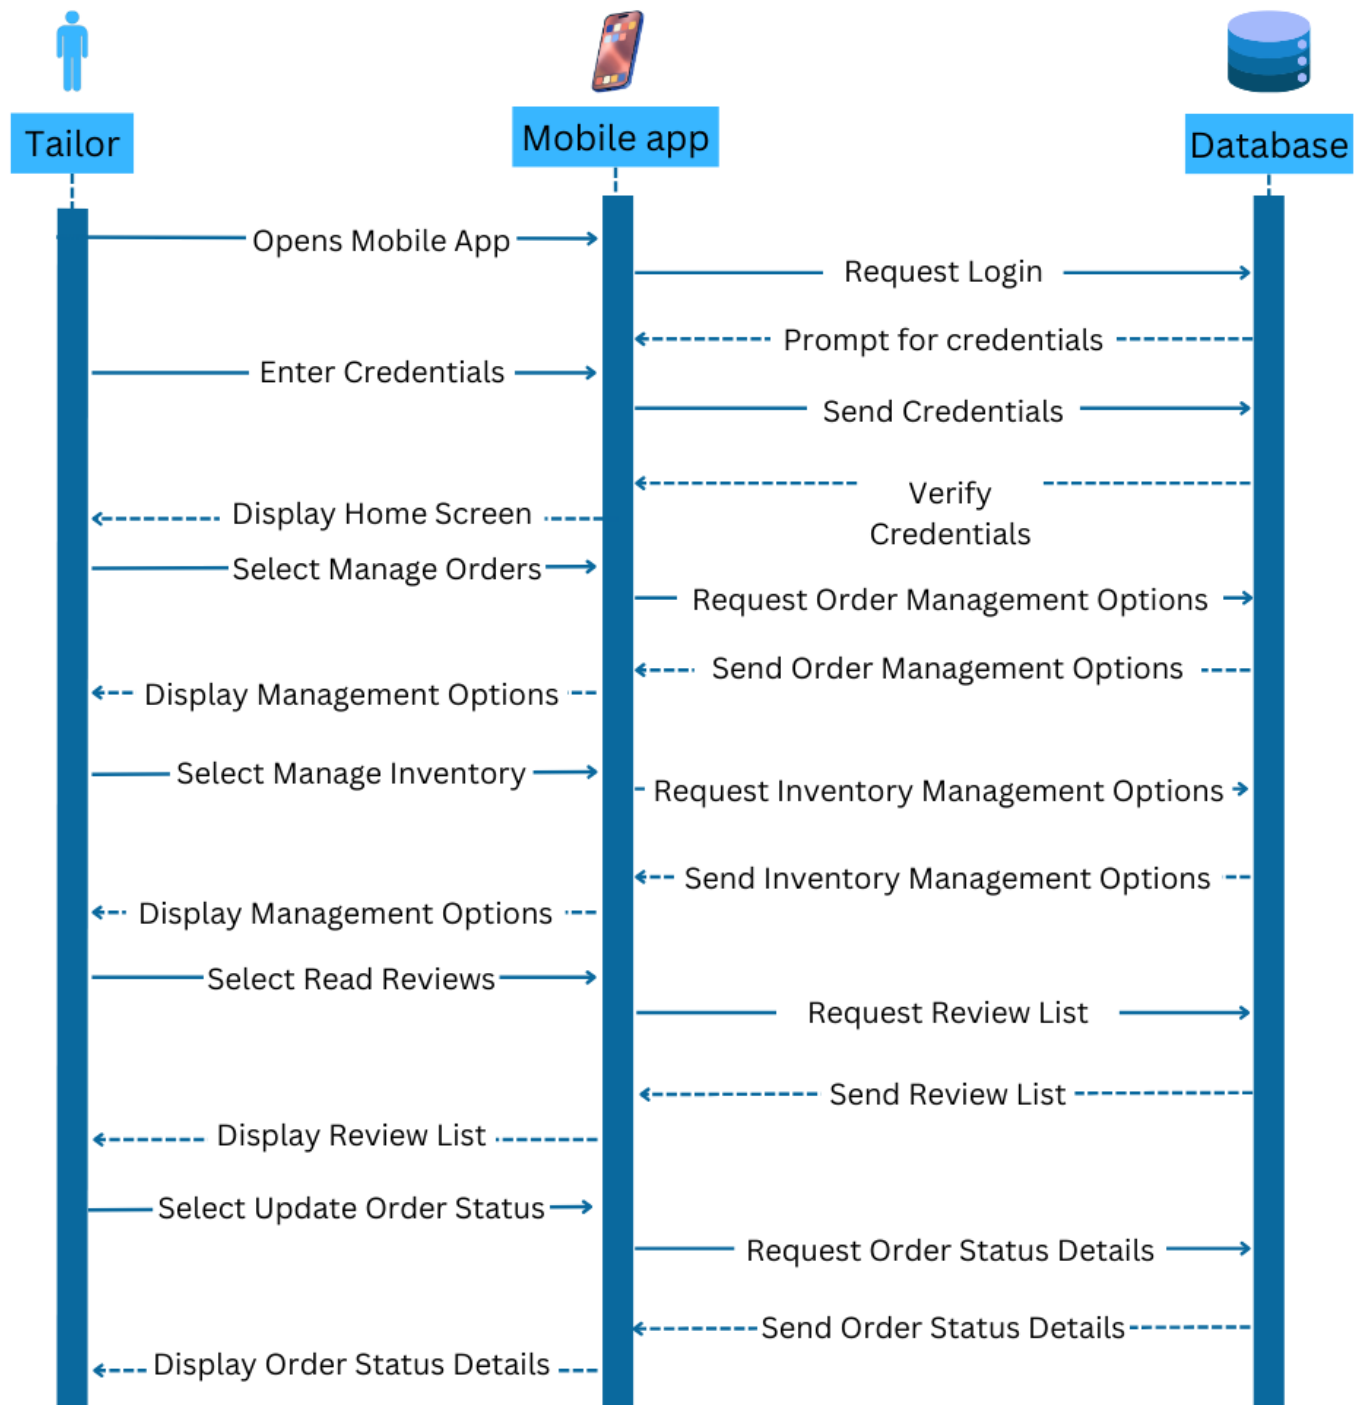 Tailor
Mobile app
Database
Opens Mobile App
Request Login
Prompt for credentials
Enter Credentials
Send Credentials
Verify
Credentials
Display Home Screen
Select Manage Orders
Request Order Management Options
Send Order Management Options
Display Management Options
Select Manage Inventory
Request Inventory Management Options
Send Inventory Management Options
Display Management Options
Select Read Reviews
Request Review List
Send Review List
Display Review List
Select Update Order Status
Request Order Status Details
Send Order Status Details
Display Order Status Details